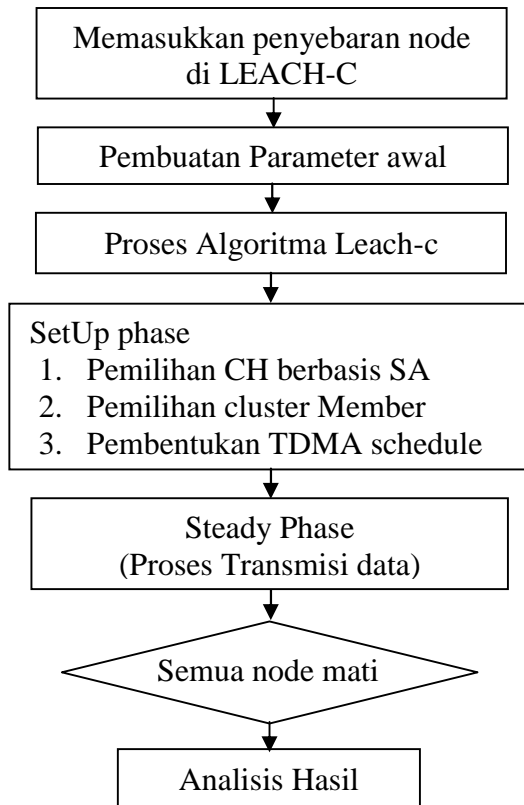 Memasukkan penyebaran node
di LEACH-C
Pembuatan Parameter awal
Proses Algoritma Leach-c
SetUp phase
1. Pemilihan CH berbasis SA
2. Pemilihan cluster Member
3. Pembentukan TDMA schedule
Steady Phase
(Proses Transmisi data)
Semua node mati
Analisis Hasil